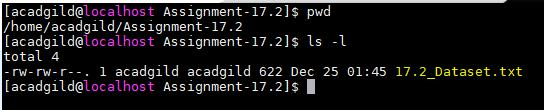 [acadgild@localhost Assignment-17.2]$ pwd
/home/acadgild/Assignment-17.2
[acadgild@localhost Assignment-17.2]$ ls -l
total 4
-rw-rw-r--. 1 acadgild acadgild 622 Dec 25 01:45 17.2_Dataset.txt
[acadgild@localhost Assignment-17.2]$